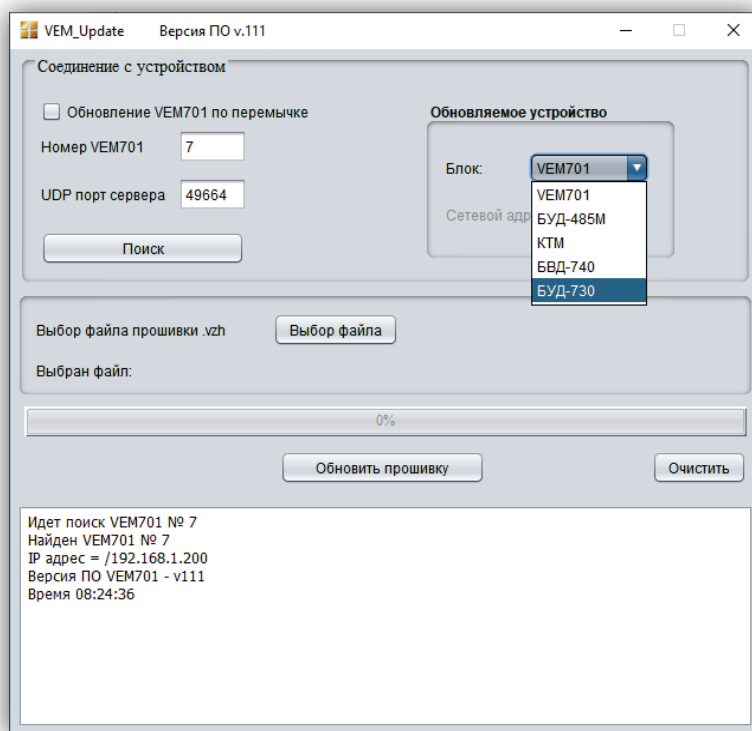 VEM_Update Версия ПО v.111
Соединение с устройством
Обновление VEM701 по перемычке
Номер VEM701 7
UDP порт сервера 49664
Поиск
Обновляемое устройство
Блок: VEM701
Сетевой адр
VEM701
БУД-485М
КТМ
БВД-740
БУД-730
Выбор файла прошивки .vzh Выбор файла
Выбран файл:
0%
Обновить прошивку Очистить
Идет поиск VEM701 № 7
Найден VEM701 № 7
IP адрес = /192.168.1.200
Версия ПО VEM701 - v111
Время 08:24:36